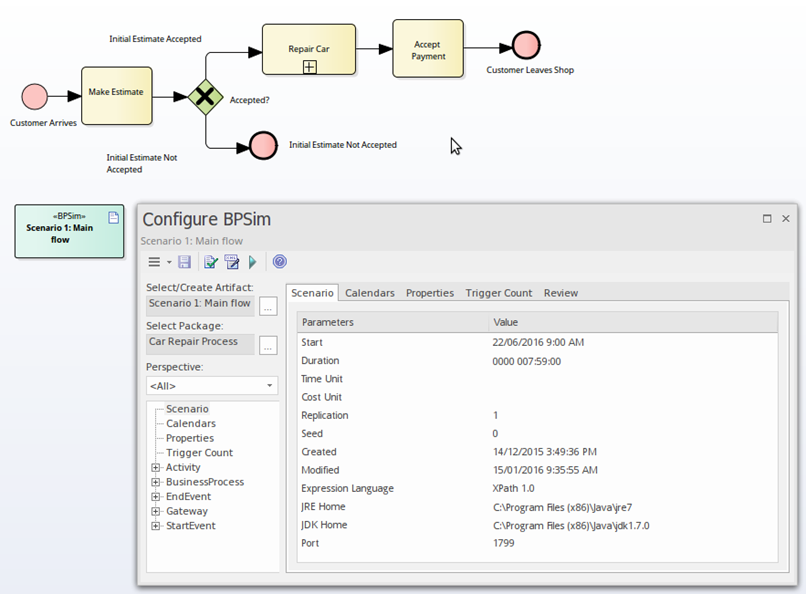 Initial Estimate Accepted
Repair Car
Accept
Payment
Customer Leaves Shop
Make Estimate
Accepted?
Customer Arrives
Initial Estimate Not Accepted
Initial Estimate Not
Accepted
«BPSim»
Scenario 1: Main
flow
Configure BPSim
Scenario 1: Main flow
Select/Create Artifact:
Scenario 1: Main flow
...
Select Package:
Car Repair Process
...
Perspective:
<All>
Scenario
Calendars
Properties
Trigger Count
Activity
BusinessProcess
EndEvent
Gateway
StartEvent
Scenario Calendars Properties Trigger Count Review
Parameters Value
Start 22/06/2016 9:00 AM
Duration 0000 007:59:00
Time Unit
Cost Unit
Replication 1
Seed 0
Created 14/12/2015 3:49:36 PM
Modified 15/01/2016 9:35:55 AM
Expression Language XPath 1.0
JRE Home C:\Program Files (x86)\Java\jre7
JDK Home C:\Program Files (x86)\Java\jdk1.7.0
Port 1799